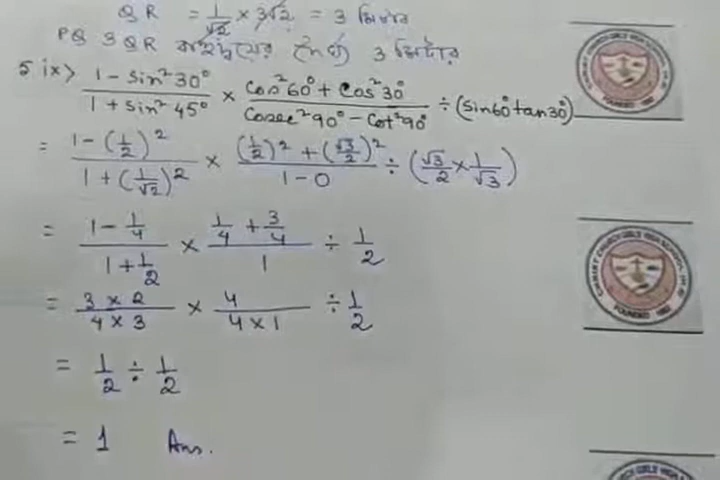 QR = 1/√2 × 3√2 = 3 মিটার
PQ ও QR বাহুদ্বয়ের দৈর্ঘ্য 3 মিটার
5 ix> (1 - sin²30°)/(1 + sin²45°) × (cos²60° + cos²30°)/(cosec²90° - cot²90°) ÷ (sin60° tan30°)
= (1 - (1/2)²)/(1 + (1/√2)²) × ((1/2)² + (√3/2)²)/(1 - 0) ÷ (√3/2 × 1/√3)
= (1 - 1/4)/(1 + 1/2) × (1/4 + 3/4)/1 ÷ 1/2
= (3 × 2)/(4 × 3) × 4/(4 × 1) ÷ 1/2
= 1/2 ÷ 1/2
= 1 Ans.